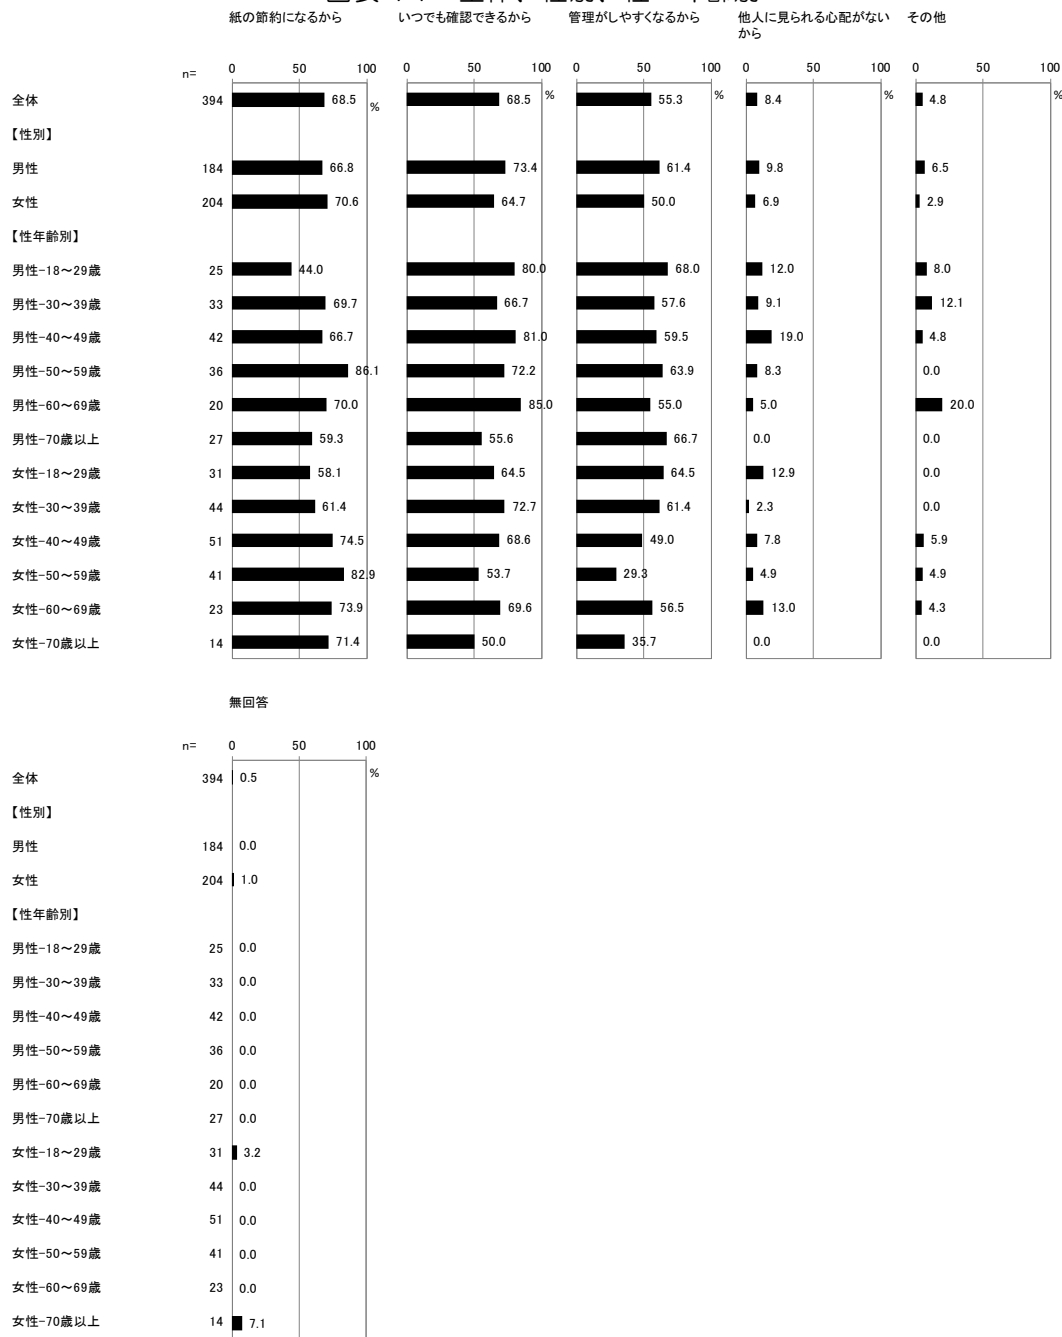 紙の節約になるから いつでも確認できるから 管理がしやすくなるから 他人に見られる心配がない その他
から
n= 0 50 100 0 50 100 0 50 100 0 50 100 0 50 100
% % % % %
全体 394 68.5 68.5 55.3 8.4 4.8
【性別】
男性 184 66.8 73.4 61.4 9.8 6.5
女性 204 70.6 64.7 50.0 6.9 2.9
【性年齢別】
男性-18～29歳 25 44.0 80.0 68.0 12.0 8.0
男性-30～39歳 33 69.7 66.7 57.6 9.1 12.1
男性-40～49歳 42 66.7 81.0 59.5 19.0 4.8
男性-50～59歳 36 86.1 72.2 63.9 8.3 0.0
男性-60～69歳 20 70.0 85.0 55.0 5.0 20.0
男性-70歳以上 27 59.3 55.6 66.7 0.0 0.0
女性-18～29歳 31 58.1 64.5 64.5 12.9 0.0
女性-30～39歳 44 61.4 72.7 61.4 2.3 0.0
女性-40～49歳 51 74.5 68.6 49.0 7.8 5.9
女性-50～59歳 41 82.9 53.7 29.3 4.9 4.9
女性-60～69歳 23 73.9 69.6 56.5 13.0 4.3
女性-70歳以上 14 71.4 50.0 35.7 0.0 0.0
無回答
n= 0 50 100
%
全体 394 0.5
【性別】
男性 184 0.0
女性 204 1.0
【性年齢別】
男性-18～29歳 25 0.0
男性-30～39歳 33 0.0
男性-40～49歳 42 0.0
男性-50～59歳 36 0.0
男性-60～69歳 20 0.0
男性-70歳以上 27 0.0
女性-18～29歳 31 3.2
女性-30～39歳 44 0.0
女性-40～49歳 51 0.0
女性-50～59歳 41 0.0
女性-60～69歳 23 0.0
女性-70歳以上 14 7.1